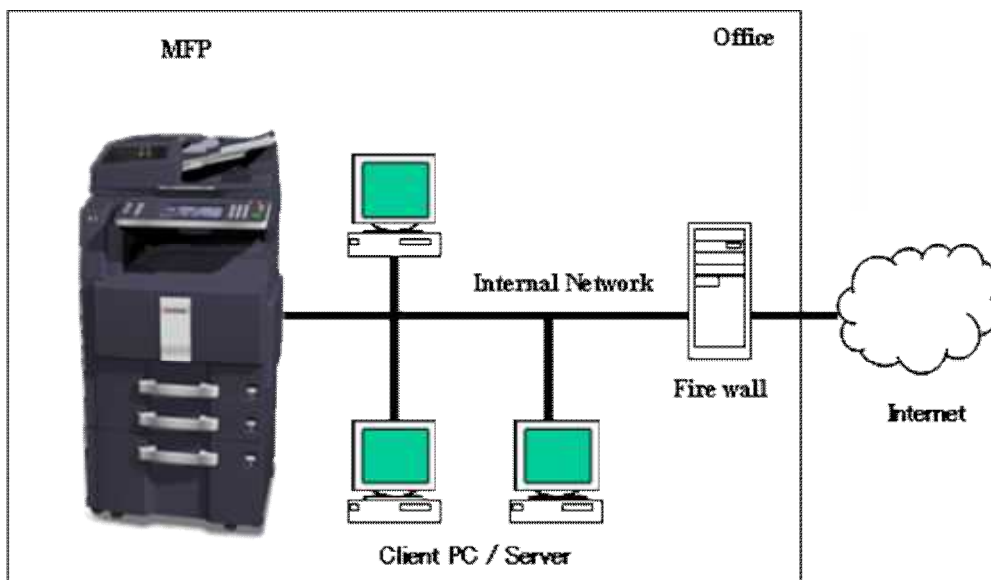 MFP
Office
Internal Network
Fire wall
Internet
Client PC / Server